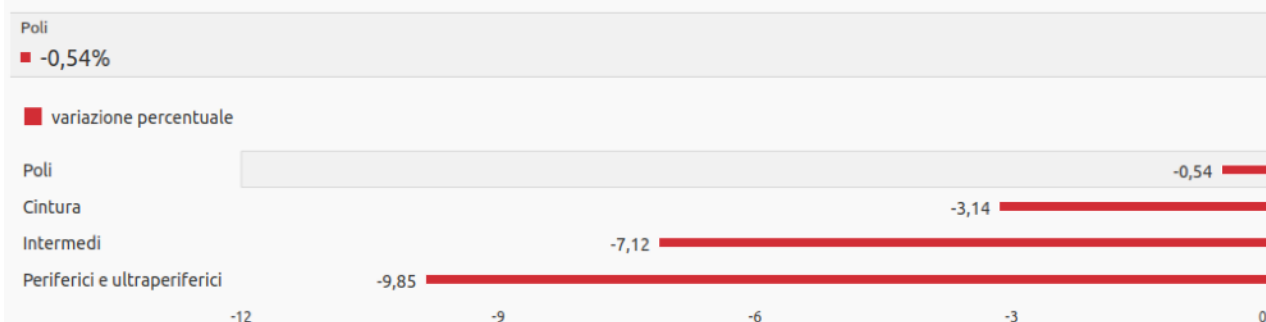 Poli
-0,54%
variazione percentuale
Poli -0,54
Cintura -3,14
Intermedi -7,12
Periferici e ultraperiferici -9,85
-12 -9 -6 -3 0